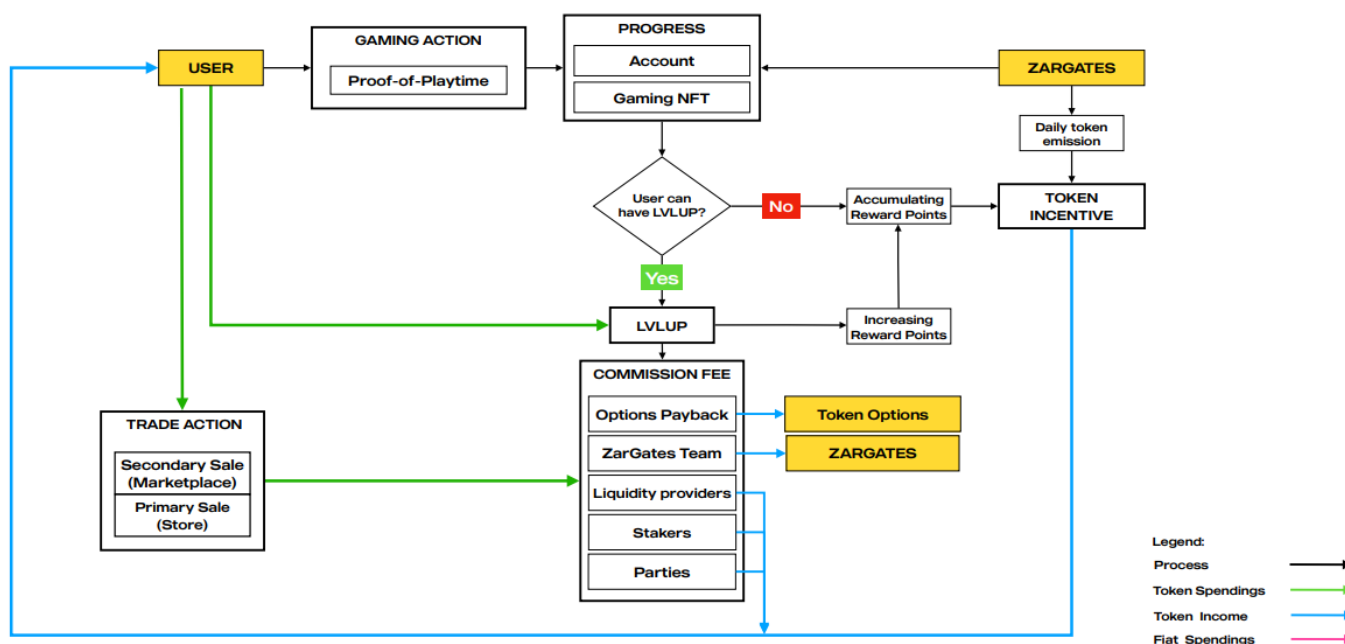 PROGRESS
GAMING ACTION
USER
Proof-of-Playtime
Account
Gaming NFT
ZARGATES
Daily token
emission
User can
have LVLUP?
No
Accumulating
Reward Points
TOKEN
INCENTIVE
Yes
LVLUP
Increasing
Reward Points
COMMISSION FEE
Options Payback
Token Options
ZarGates Team
ZARGATES
Liquidity providers
Stakers
Parties
TRADE ACTION
Secondary Sale
(Marketplace)
Primary Sale
(Store)
Legend:
Process
Token Spendings
Token Income
Fiat Spendings